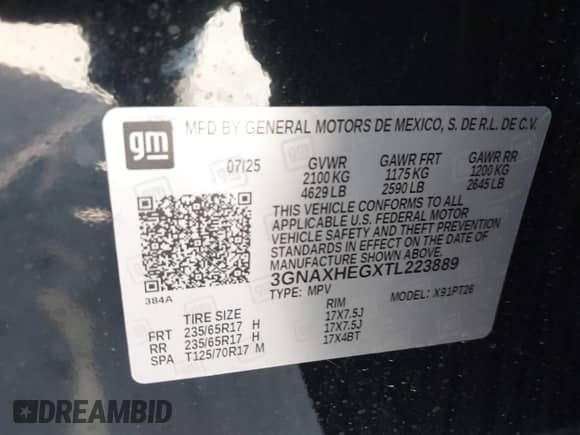 gm
MFD BY GENERAL MOTORS DE MEXICO, S. DE R.L. DE C.V.
07/25 GVWR GAWR FRT GAWR RR
2100 KG 1175 KG 1200 KG
4629 LB 2590 LB 2645 LB
THIS VEHICLE CONFORMS TO ALL
APPLICABLE U.S. FEDERAL MOTOR
VEHICLE SAFETY AND THEFT PREVENTION
STANDARDS IN EFFECT ON THE DATE OF
MANUFACTURE SHOWN ABOVE.
3GNAXHEGXTL223889
384A
TYPE: MPV MODEL: X91PT26
TIRE SIZE RIM
FRT 235/65R17 H 17X7.5J
RR 235/65R17 H 17X7.5J
SPA T125/70R17 M 17X4BT
DREAMBID